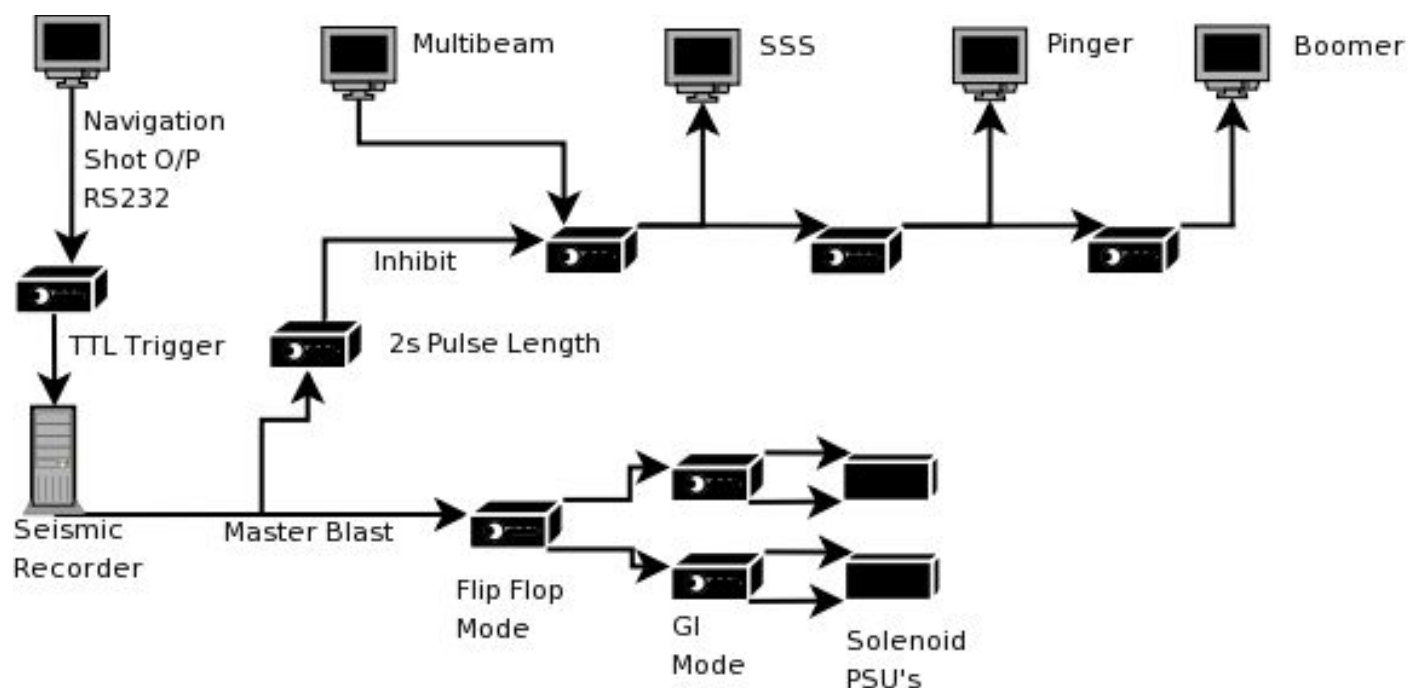 Multibeam
SSS
Pinger
Boomer
Navigation
Shot O/P
RS232
Inhibit
TTL Trigger
2s Pulse Length
Seismic
Recorder
Master Blast
Flip Flop
Mode
GI
Mode
Solenoid
PSU's